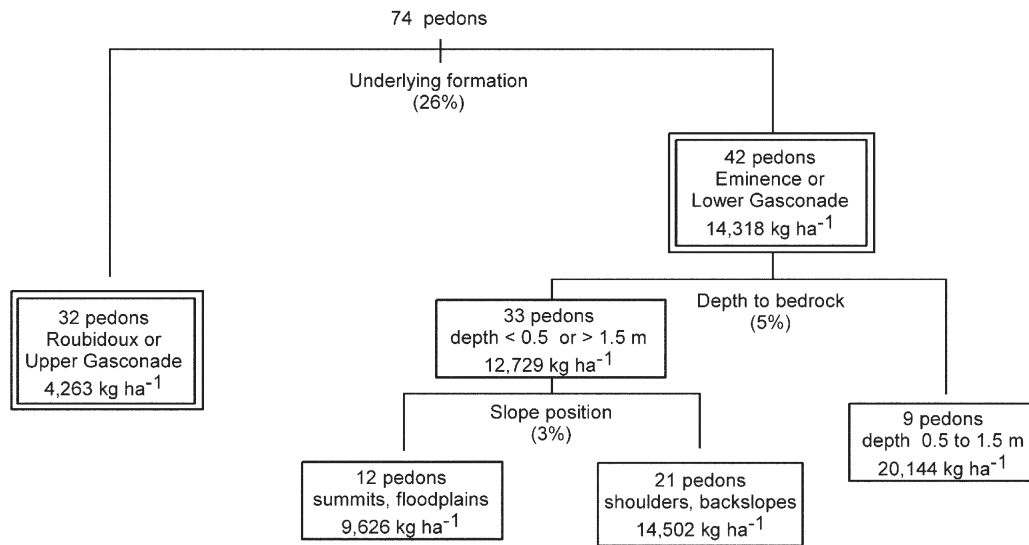 74 pedons
Underlying formation
(26%)
42 pedons
Eminence or
Lower Gasconade
14,318 kg ha-1
32 pedons
Roubidoux or
Upper Gasconade
4,263 kg ha-1
Depth to bedrock
(5%)
33 pedons
depth < 0.5 or > 1.5 m
12,729 kg ha-1
9 pedons
depth 0.5 to 1.5 m
20,144 kg ha-1
Slope position
(3%)
12 pedons
summits, floodplains
9,626 kg ha-1
21 pedons
shoulders, backslopes
14,502 kg ha-1